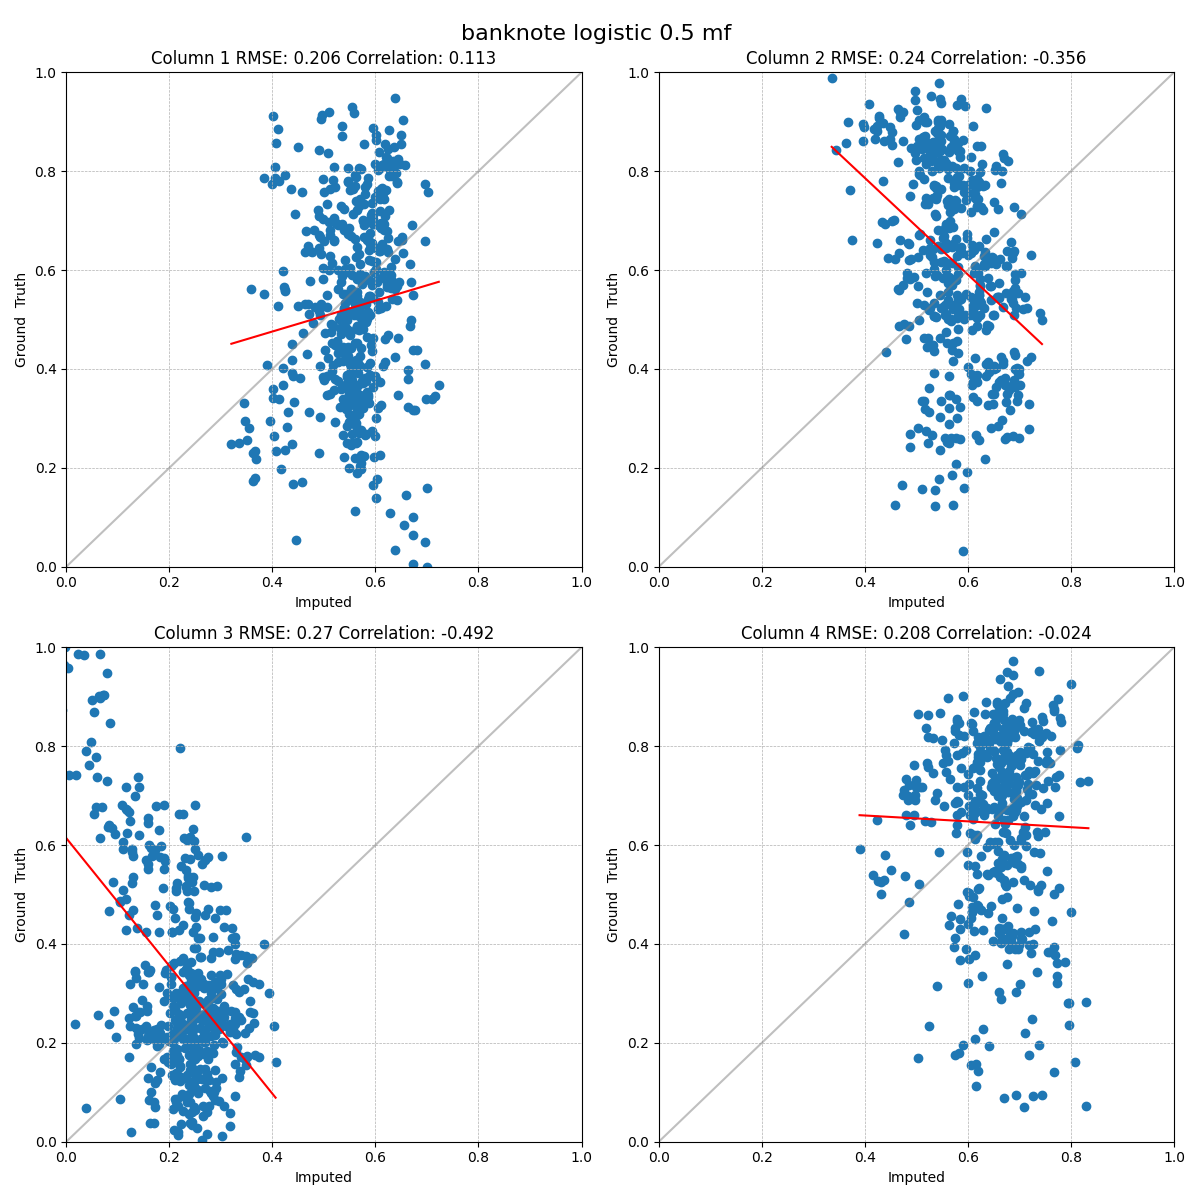 banknote logistic 0.5 mf
Column 1 RMSE: 0.206 Correlation: 0.113
1.0
0.8
0.6
0.4
0.2
0.0
Ground Truth
0.0 0.2 0.4 0.6 0.8 1.0
Imputed
Column 2 RMSE: 0.24 Correlation: -0.356
1.0
0.8
0.6
0.4
0.2
0.0
Ground Truth
0.0 0.2 0.4 0.6 0.8 1.0
Imputed
Column 3 RMSE: 0.27 Correlation: -0.492
1.0
0.8
0.6
0.4
0.2
0.0
Ground Truth
0.0 0.2 0.4 0.6 0.8 1.0
Imputed
Column 4 RMSE: 0.208 Correlation: -0.024
1.0
0.8
0.6
0.4
0.2
0.0
Ground Truth
0.0 0.2 0.4 0.6 0.8 1.0
Imputed